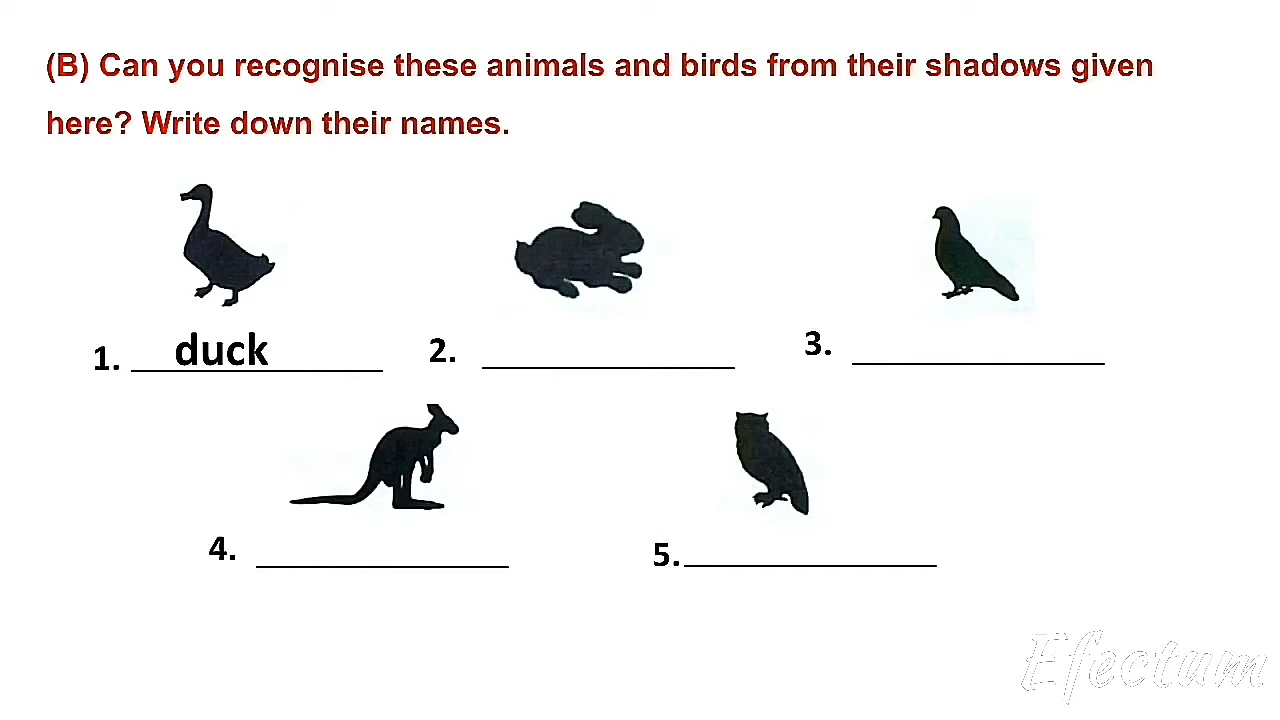 (B) Can you recognise these animals and birds from their shadows given
here? Write down their names.
1. duck
2.
3.
4.
5.
Efectum